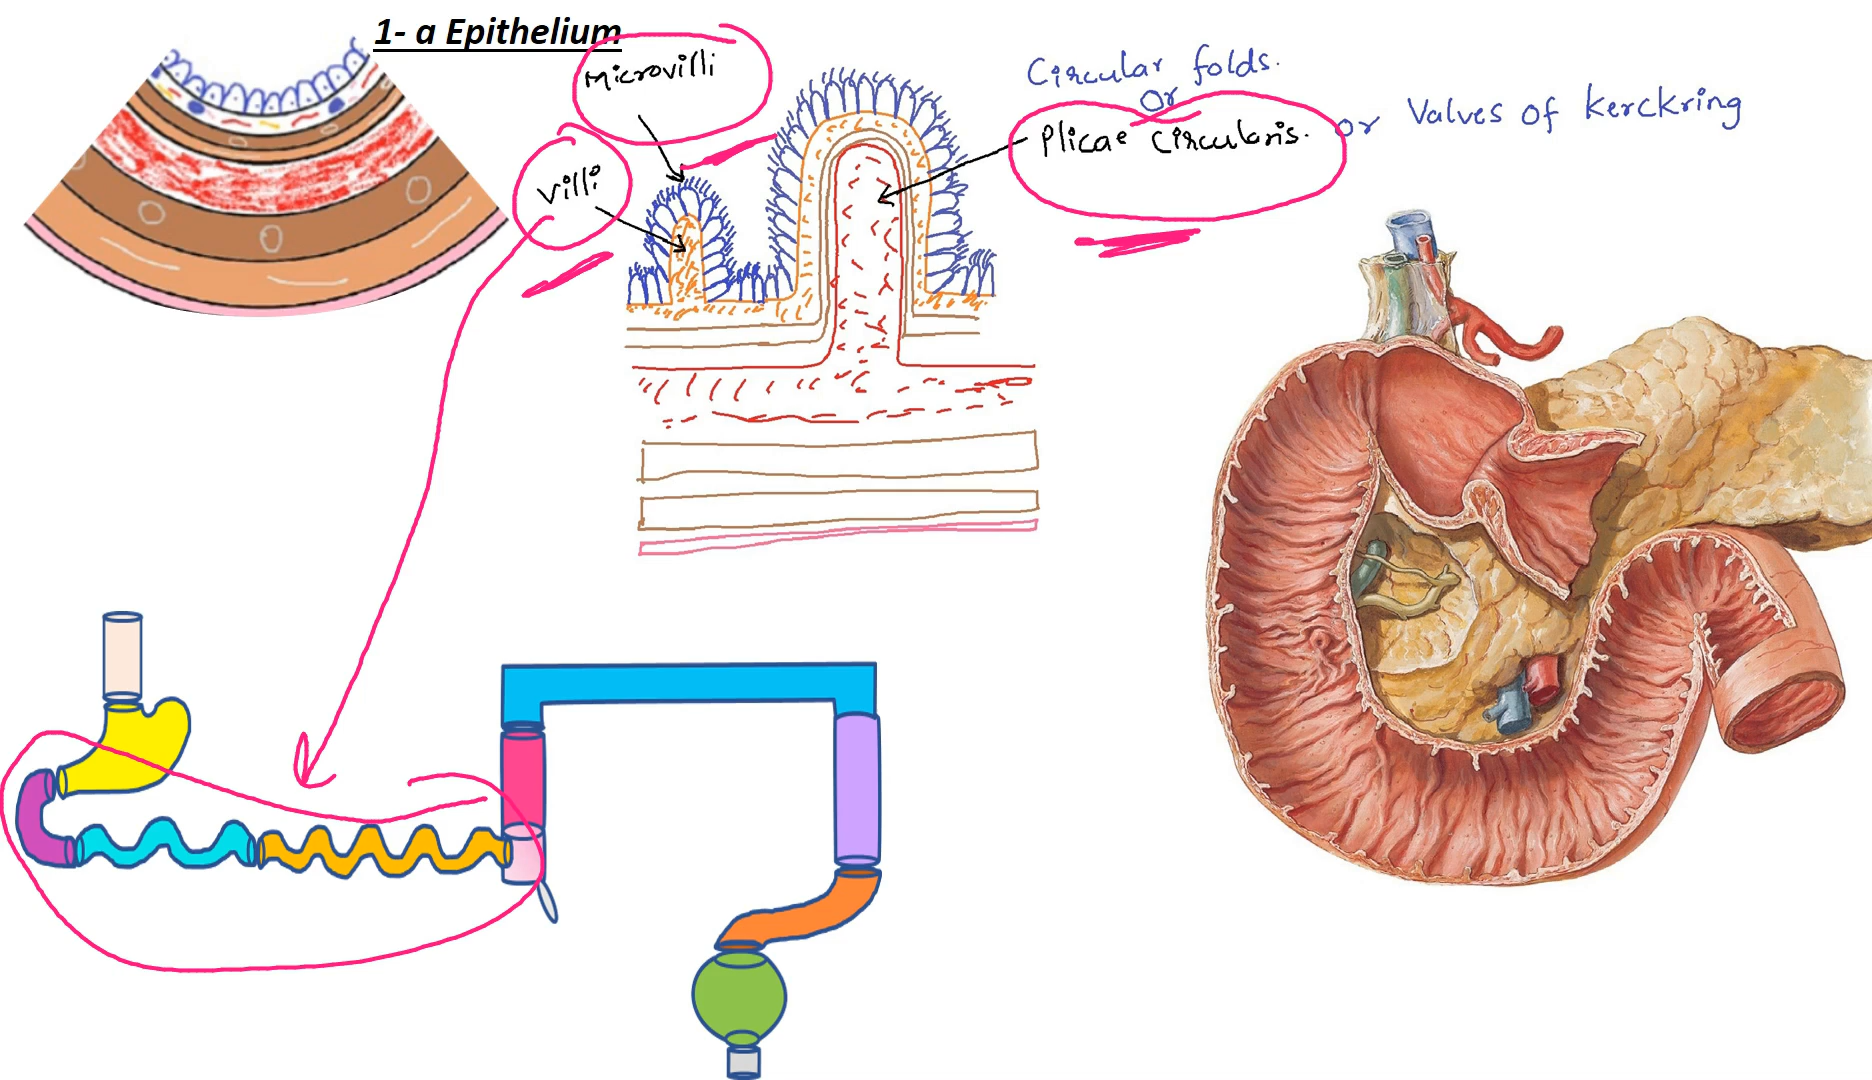 1- a Epithelium
Microvilli
villi
Circular folds.
Or
Plicae Circularis.
or Valves of kerckring